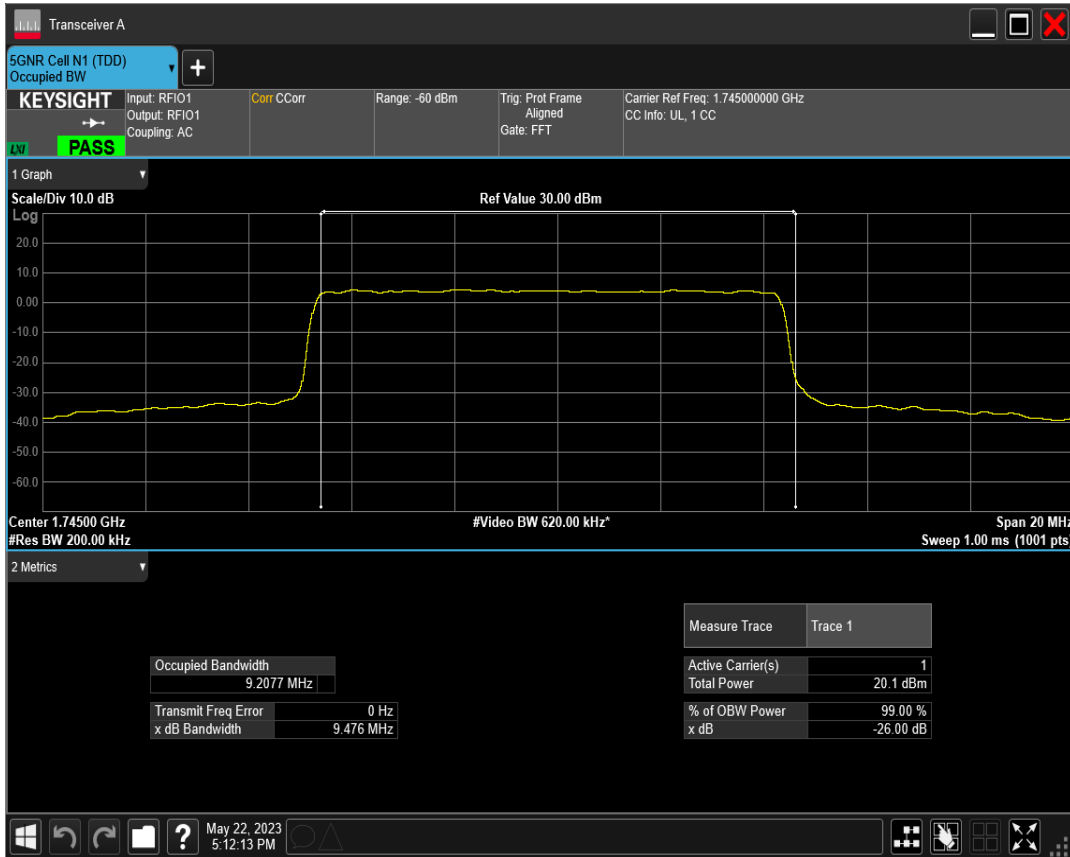 Transceiver A
5GNR Cell N1 (TDD)
Occupied BW
+
KEYSIGHT
LXI
PASS
Input: RFIO1
Output: RFIO1
Coupling: AC
Corr CCorr
Range: -60 dBm
Trig: Prot Frame
Aligned
Gate: FFT
Carrier Ref Freq: 1.745000000 GHz
CC Info: UL, 1 CC
1 Graph
Scale/Div 10.0 dB
Ref Value 30.00 dBm
Log
20.0
10.0
0.00
-10.0
-20.0
-30.0
-40.0
-50.0
-60.0
Center 1.74500 GHz
#Video BW 620.00 kHz*
Span 20 MHz
#Res BW 200.00 kHz
Sweep 1.00 ms (1001 pts)
2 Metrics
Measure Trace Trace 1
Occupied Bandwidth
9.2077 MHz
Active Carrier(s) 1
Total Power 20.1 dBm
Transmit Freq Error 0 Hz
x dB Bandwidth 9.476 MHz
% of OBW Power 99.00 %
x dB -26.00 dB
?
May 22, 2023
5:12:13 PM